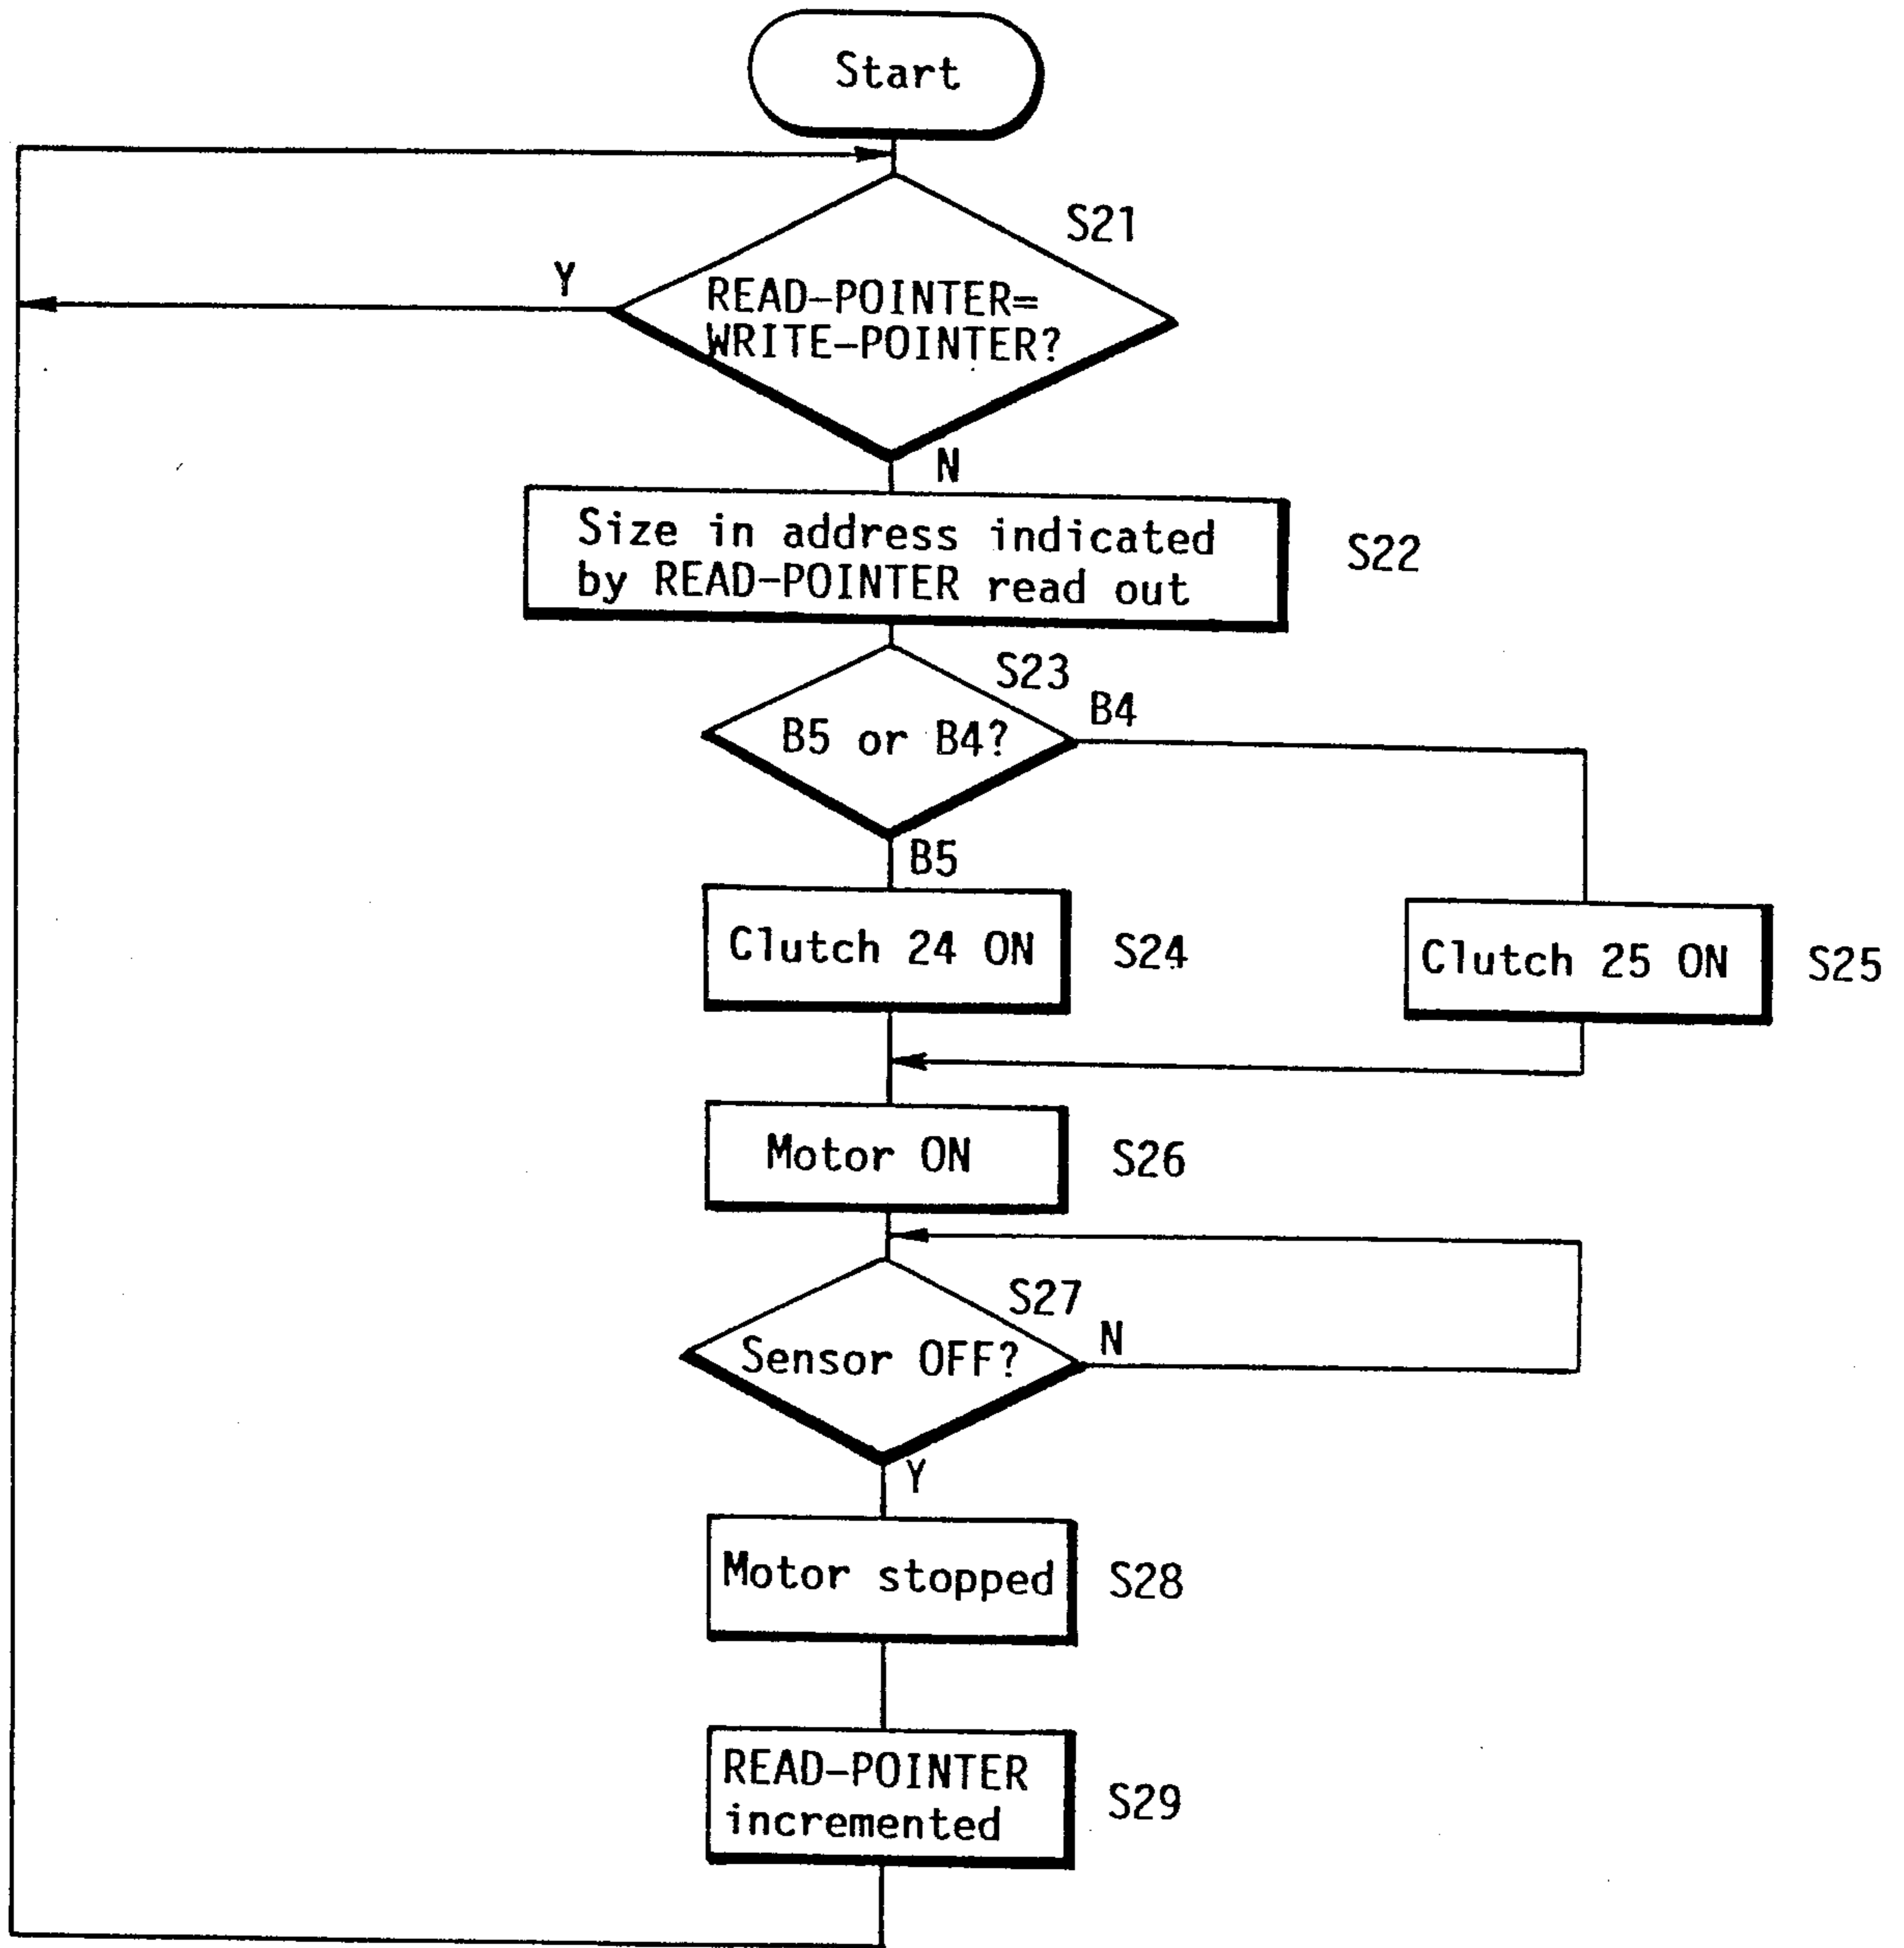 Start
S21
Y
READ-POINTER=
WRITE-POINTER?
N
Size in address indicated
by READ-POINTER read out
S22
S23
B4
B5 or B4?
B5
Clutch 24 ON
S24
Clutch 25 ON
S25
Motor ON
S26
S27
N
Sensor OFF?
Y
Motor stopped
S28
READ-POINTER
incremented
S29